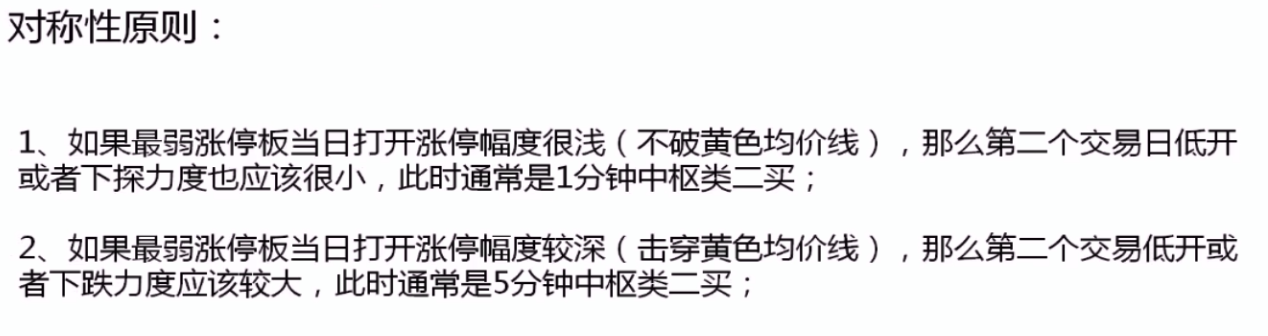 对称性原则：
1、如果最弱涨停板当日打开涨停幅度很浅（不破黄色均价线），那么第二个交易日低开
或者下探力度也应该很小，此时通常是1分钟中枢类二买；
2、如果最弱涨停板当日打开涨停幅度较深（击穿黄色均价线），那么第二个交易低开或
者下跌力度应该较大，此时通常是5分钟中枢类二买；